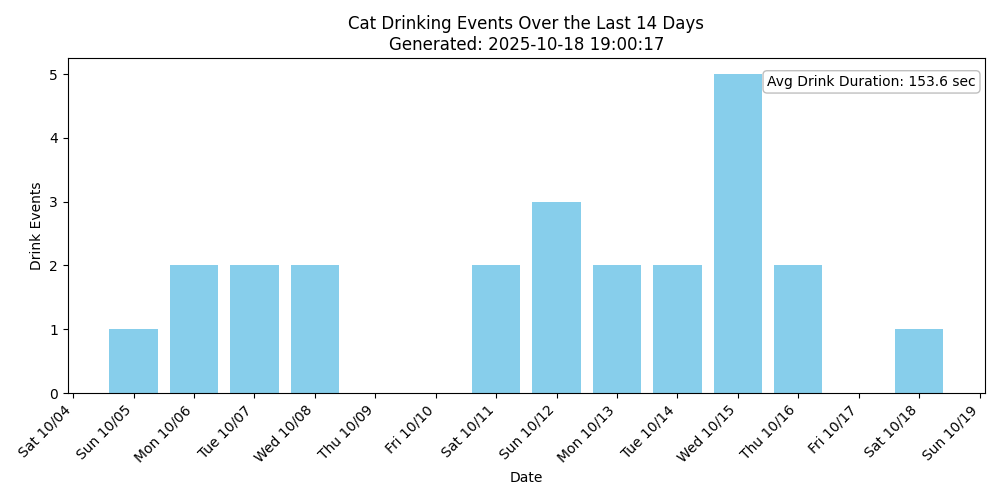 Cat Drinking Events Over the Last 14 Days
Generated: 2025-10-18 19:00:17
Avg Drink Duration: 153.6 sec
Drink Events
5
4
3
2
1
0
Sat 10/04
Sun 10/05
Mon 10/06
Tue 10/07
Wed 10/08
Thu 10/09
Fri 10/10
Sat 10/11
Sun 10/12
Mon 10/13
Tue 10/14
Wed 10/15
Thu 10/16
Fri 10/17
Sat 10/18
Sun 10/19
Date